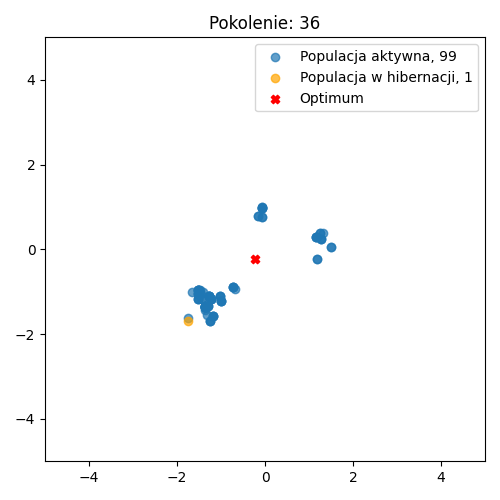 Pokolenie: 36
Populacja aktywna, 99
Populacja w hibernacji, 1
Optimum
4
2
0
−2
−4
−4
−2
0
2
4